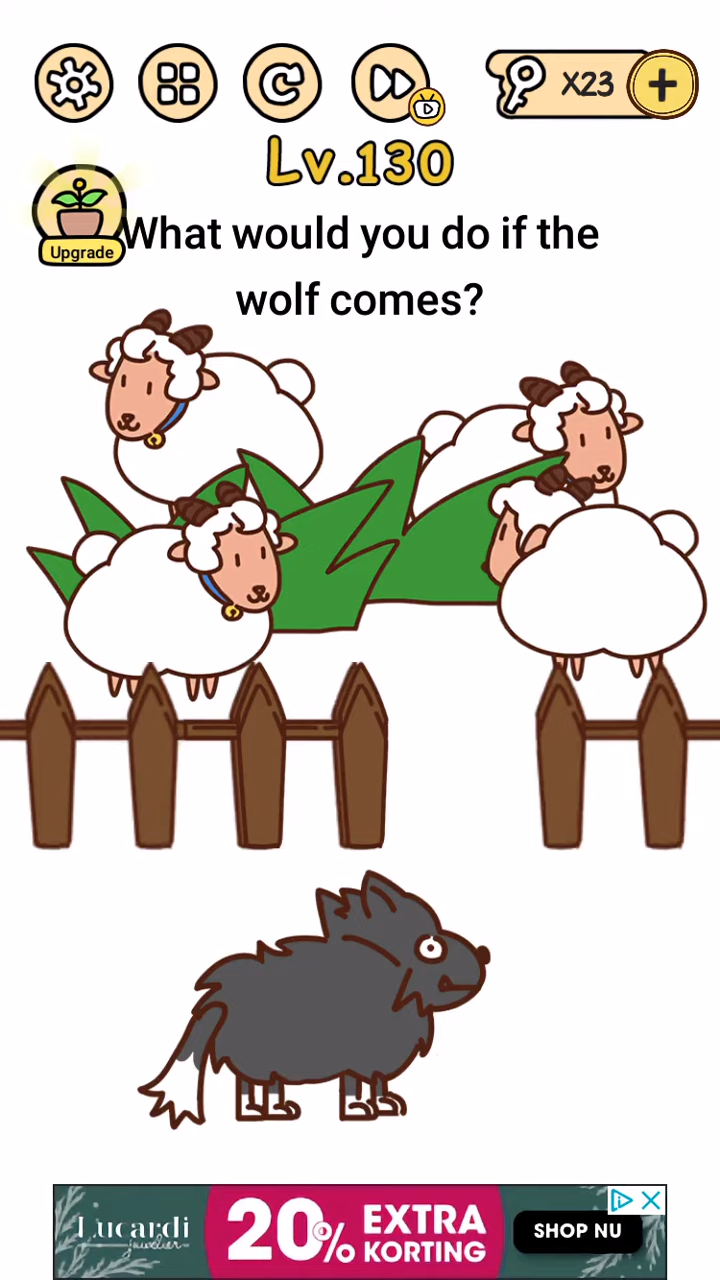 X23
Lv.130
Upgrade
What would you do if the
wolf comes?
Lucardi
juwelier
20% EXTRA
KORTING
SHOP NU